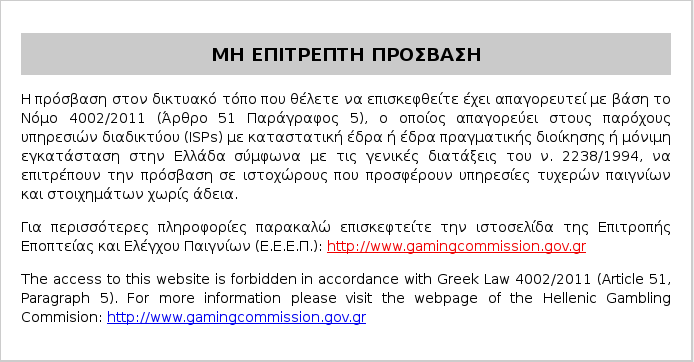 ΜΗ ΕΠΙΤΡΕΠΤΗ ΠΡΟΣΒΑΣΗ
Η πρόσβαση στον δικτυακό τόπο που θέλετε να επισκεφθείτε έχει απαγορευτεί με βάση το
Νόμο 4002/2011 (Άρθρο 51 Παράγραφος 5), ο οποίος απαγορεύει στους παρόχους
υπηρεσιών διαδικτύου (ISPs) με καταστατική έδρα ή έδρα πραγματικής διοίκησης ή μόνιμη
εγκατάσταση στην Ελλάδα σύμφωνα με τις γενικές διατάξεις του ν. 2238/1994, να
επιτρέπουν την πρόσβαση σε ιστοχώρους που προσφέρουν υπηρεσίες τυχερών παιγνίων
και στοιχημάτων χωρίς άδεια.
Για περισσότερες πληροφορίες παρακαλώ επισκεφτείτε την ιστοσελίδα της Επιτροπής
Εποπτείας και Ελέγχου Παιγνίων (Ε.Ε.Ε.Π.): http://www.gamingcommission.gov.gr
The access to this website is forbidden in accordance with Greek Law 4002/2011 (Article 51,
Paragraph 5). For more information please visit the webpage of the Hellenic Gambling
Commision: http://www.gamingcommission.gov.gr